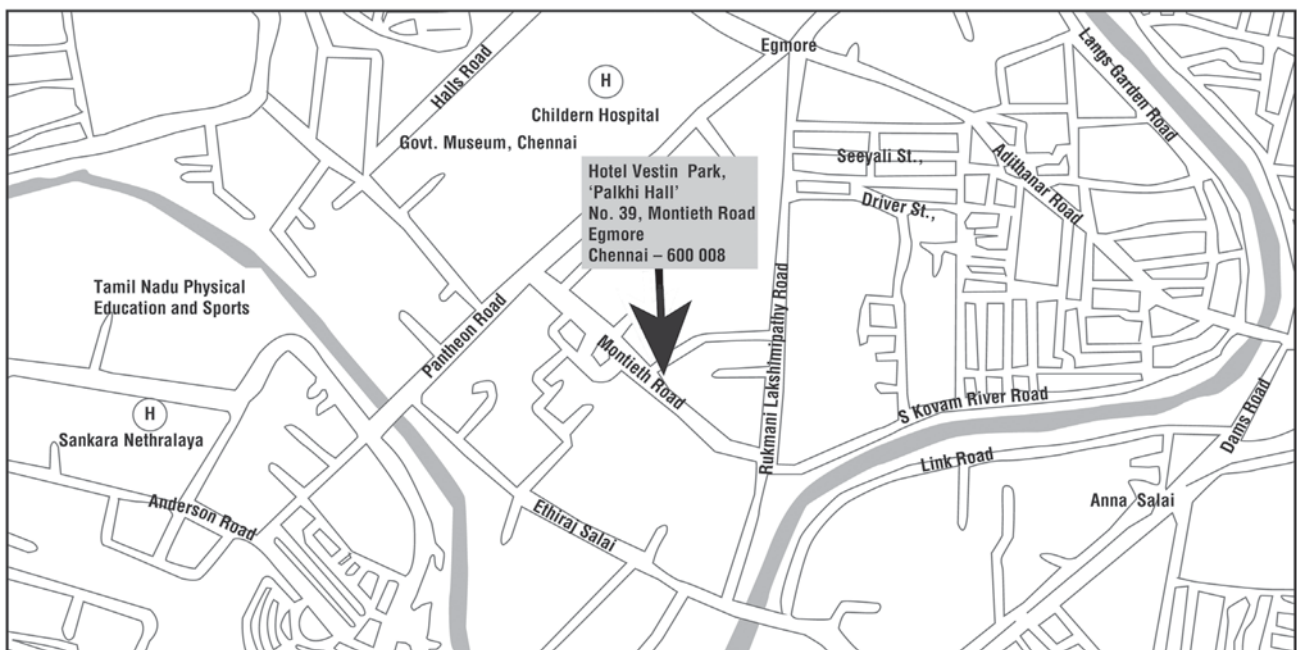 Egmore
Langs Garden Road
Halls Road
H
Childern Hospital
Govt. Museum, Chennai
Seeyali St.,
Adithanar Road
Hotel Vestin Park,
‘Palkhi Hall’
No. 39, Montieth Road
Egmore
Chennai – 600 008
Driver St.,
Tamil Nadu Physical
Education and Sports
Pantheon Road
Montieth Road
Rukmani Lakshmipathy Road
S Kovam River Road
H
Sankara Nethralaya
Dams Road
Link Road
Anderson Road
Ethiraj Salai
Anna Salai